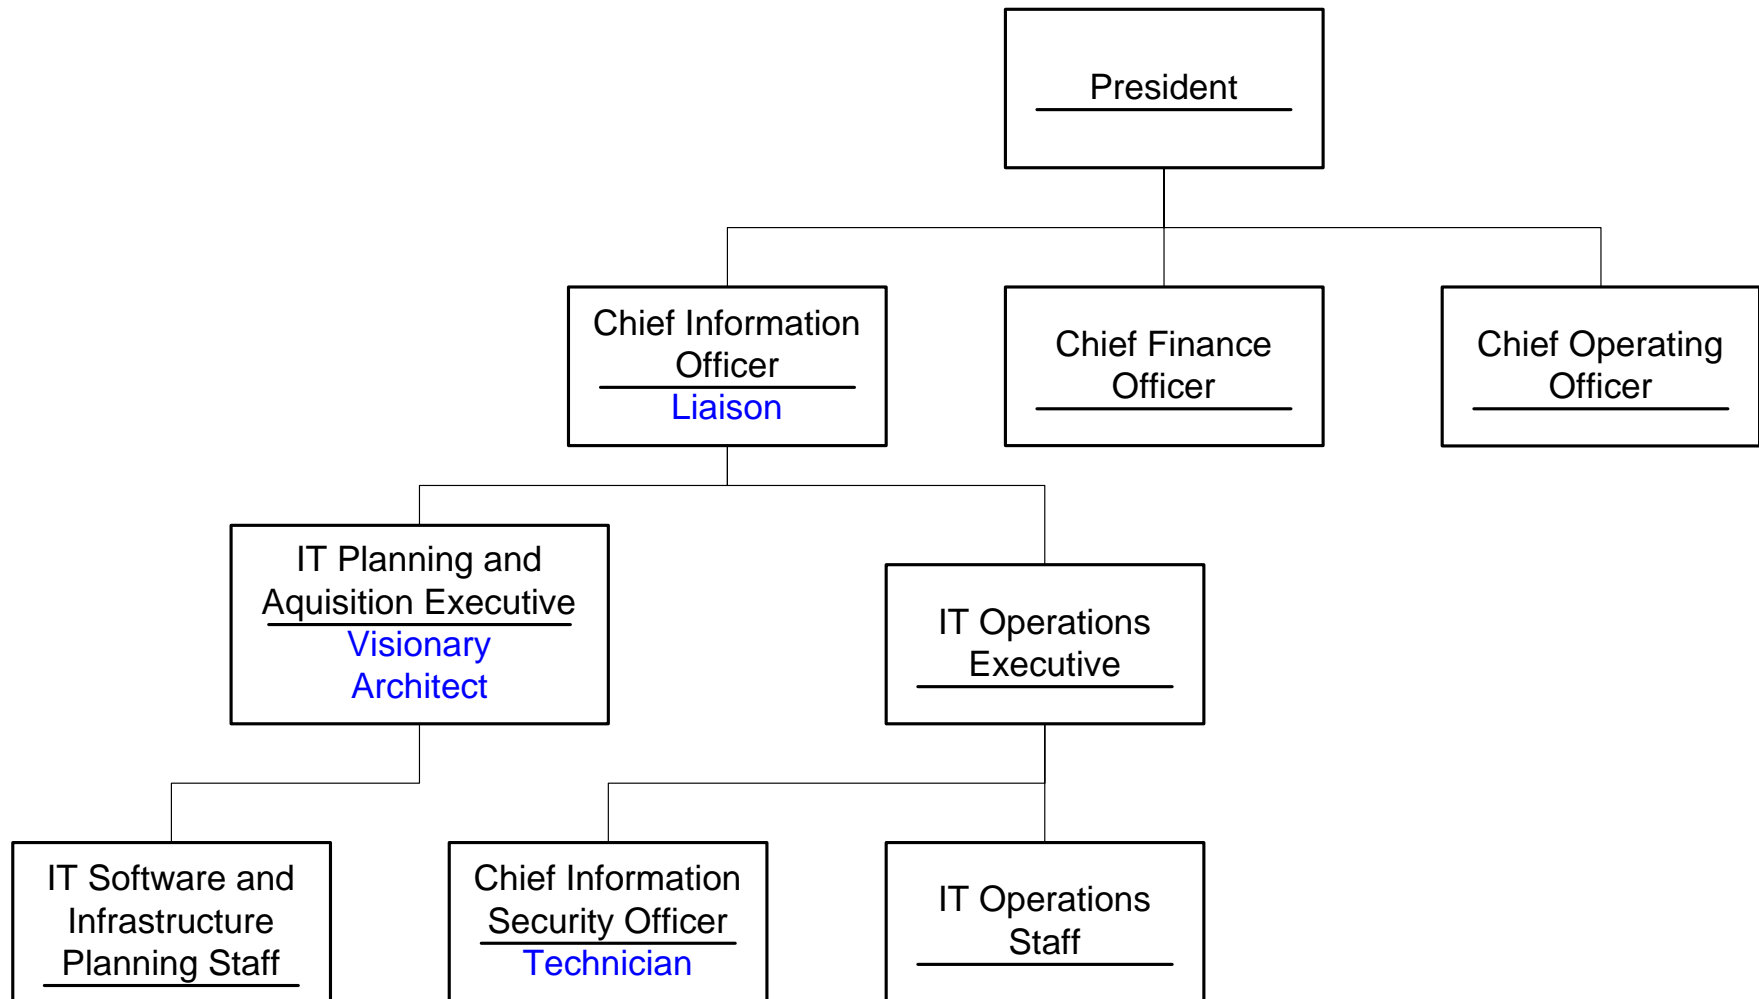 President
Chief Information
Officer
Liaison
Chief Finance
Officer
Chief Operating
Officer
IT Planning and
Aquisition Executive
Visionary
Architect
IT Operations
Executive
IT Software and
Infrastructure
Planning Staff
Chief Information
Security Officer
Technician
IT Operations
Staff